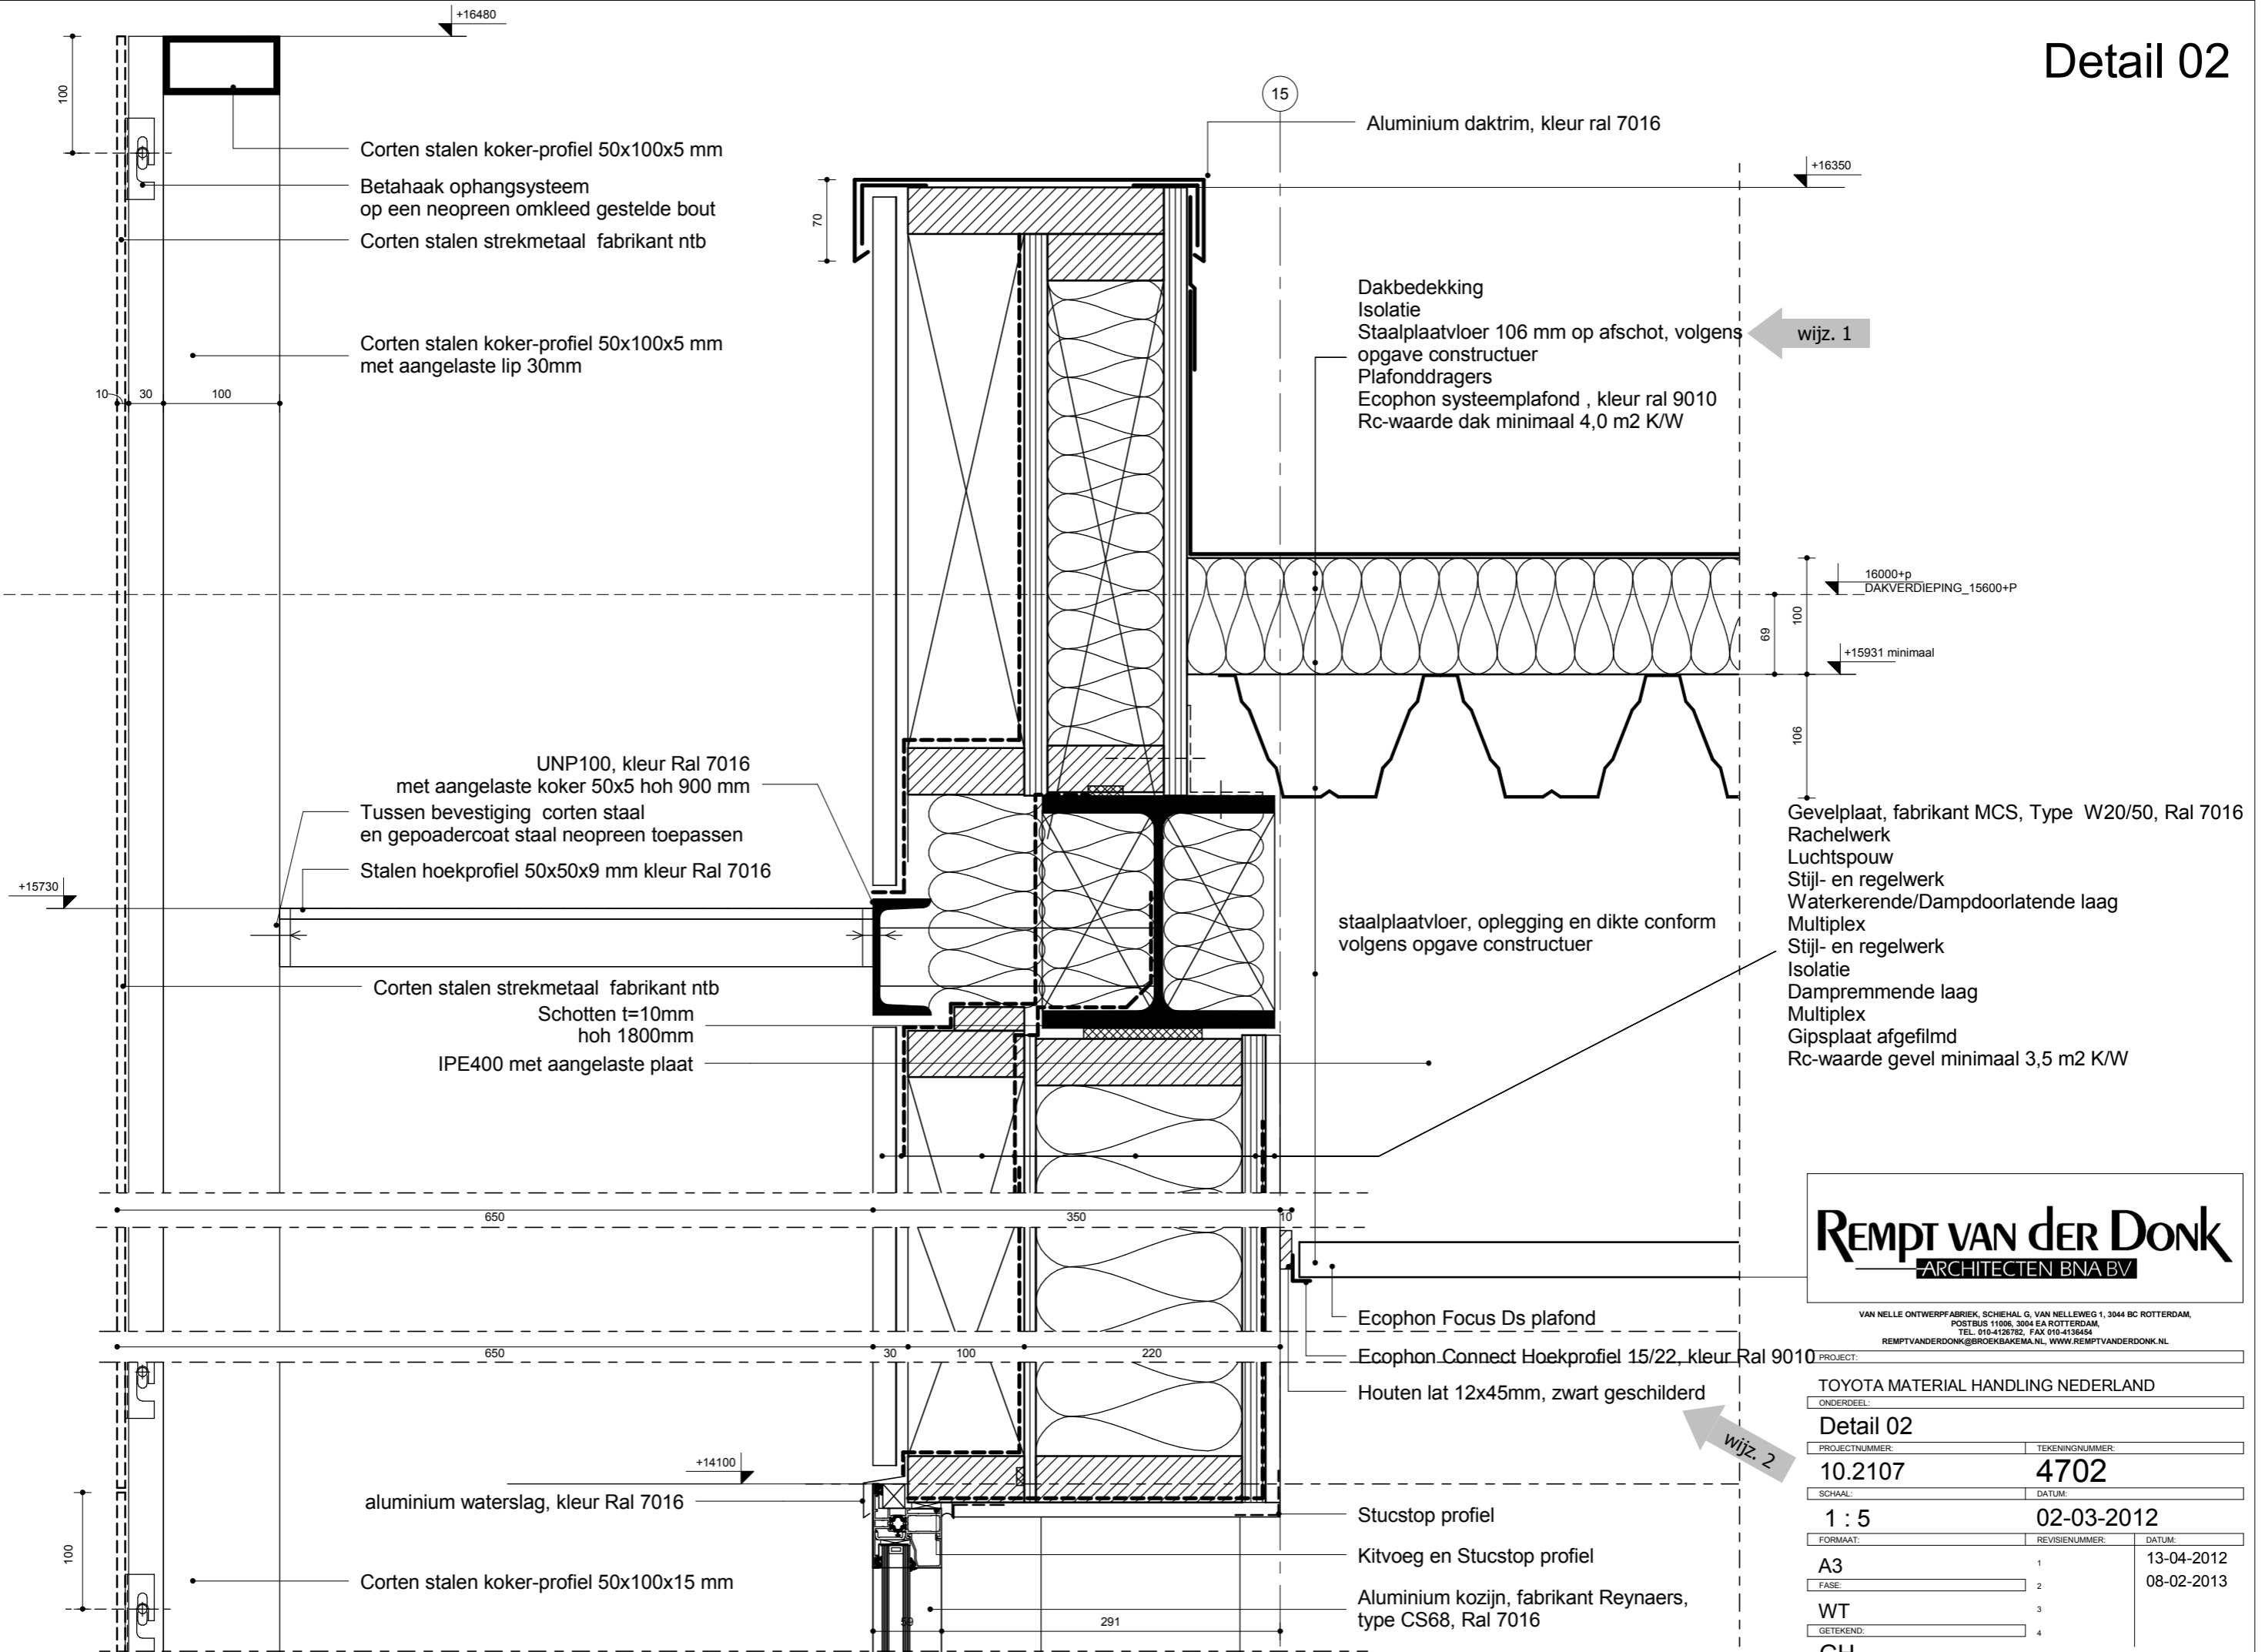 Detail 02
+16480
100
15
Aluminium daktrim, kleur ral 7016
Corten stalen koker-profiel 50x100x5 mm
Betahaak ophangsysteem
op een neopreen omkleed gestelde bout
Corten stalen strekmetaal  fabrikant ntb
70
+16350
Dakbedekking
Isolatie
Staalplaatvloer 106 mm op afschot, volgens
opgave constructuer
Plafonddragers
Ecophon systeemplafond , kleur ral 9010
Rc-waarde dak minimaal 4,0 m2 K/W
wijz. 1
Corten stalen koker-profiel 50x100x5 mm
met aangelaste lip 30mm
10
30
100
16000+p
DAKVERDIEPING_15600+P
100
69
+15931 minimaal
106
UNP100, kleur Ral 7016
met aangelaste koker 50x5 hoh 900 mm
Tussen bevestiging  corten staal
en gepoadercoat staal neopreen toepassen
Stalen hoekprofiel 50x50x9 mm kleur Ral 7016
+15730
Corten stalen strekmetaal  fabrikant ntb
Schotten t=10mm
hoh 1800mm
IPE400 met aangelaste plaat
staalplaatvloer, oplegging en dikte conform
volgens opgave constructuer
Gevelplaat, fabrikant MCS, Type  W20/50, Ral 7016
Rachelwerk
Luchtspouw
Stijl- en regelwerk
Waterkerende/Dampdoorlatende laag
Multiplex
Stijl- en regelwerk
Isolatie
Dampremmende laag
Multiplex
Gipsplaat afgefilmd
Rc-waarde gevel minimaal 3,5 m2 K/W
650
350
10
Ecophon Focus Ds plafond
650
30
100
220
Ecophon Connect Hoekprofiel 15/22, kleur Ral 9010
Houten lat 12x45mm, zwart geschilderd
wijz. 2
+14100
aluminium waterslag, kleur Ral 7016
100
Corten stalen koker-profiel 50x100x15 mm
Stucstop profiel
Kitvoeg en Stucstop profiel
Aluminium kozijn, fabrikant Reynaers,
type CS68, Ral 7016
59
291
REMPT VAN dER DONk
ARCHITECTEN BNA BV
VAN NELLE ONTWERPFABRIEK, SCHIEHAL G, VAN NELLEWEG 1, 3044 BC ROTTERDAM,
POSTBUS 11006, 3004 EA ROTTERDAM,
TEL. 010-4126782,  FAX 010-4136454
REMPTVANDERDONK@BROEKBAKEMA.NL, WWW.REMPTVANDERDONK.NL
PROJECT:
TOYOTA MATERIAL HANDLING NEDERLAND
ONDERDEEL:
Detail 02
PROJECTNUMMER: TEKENINGNUMMER:
10.2107 4702
SCHAAL: DATUM:
1 : 5 02-03-2012
FORMAAT: REVISIENUMMER: DATUM:
A3 1 13-04-2012
FASE: 2 08-02-2013
WT 3
GETEKEND: 4